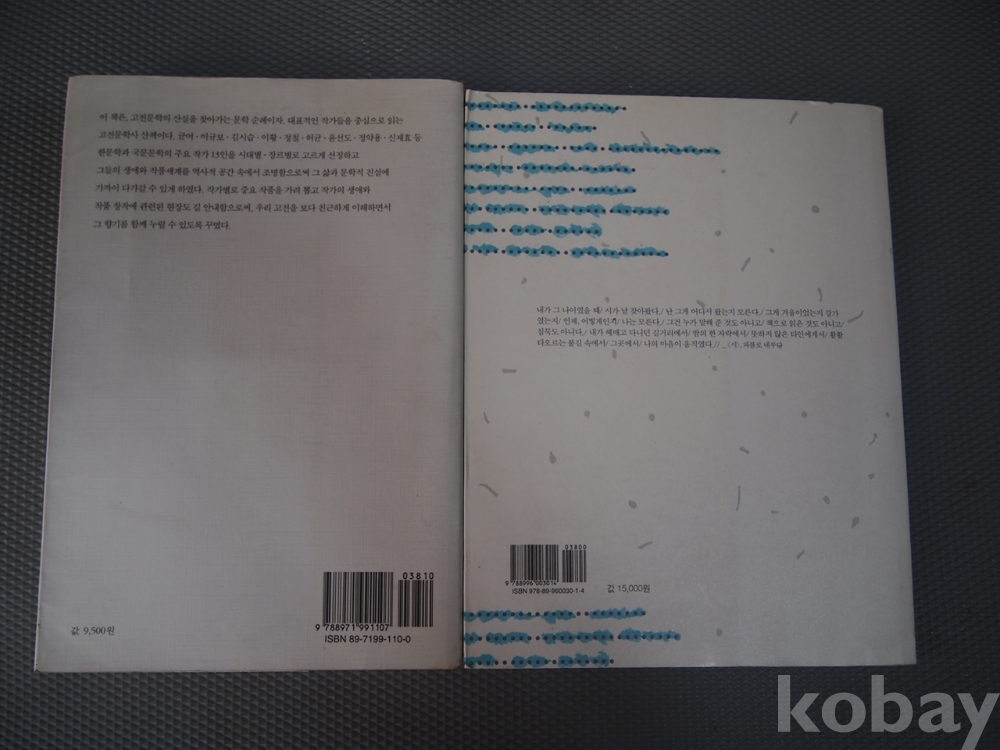 이 책은, 고전문학의 산실을 찾아가는 문학 순례이자, 대표적인 작가들을 중심으로 읽는
고전문학사 산책이다. 균여·이규보·김시습·이황·정철·허균·윤선도·정약용·신재효 등
한문학과 국문문학의 주요 작가 13인을 시대별·장르별로 고르게 선정하고
그들의 생애와 작품세계를 역사적 공간 속에서 조명함으로써 그 삶과 문학적 진실에
가까이 다가갈 수 있게 하였다. 작가별로 중요 작품을 가려 뽑고 작가의 생애와
작품 창작에 관련된 현장도 길 안내함으로써, 우리 고전을 보다 친근하게 이해하면서
그 향기를 함께 누릴 수 있도록 꾸몄다.
03810
9 788971 991107
ISBN 89-7199-110-0
값 9,500원
내가 그 나이였을 때/ 시가 날 찾아왔다./ 난 그게 어디서 왔는지 모른다./ 그게 겨울이었는지 강가
였는지/ 언제, 어떻게인지/ 나는 모른다./ 그건 누가 말해 준 것도 아니고/ 책으로 읽은 것도 아니고/
침묵도 아니다./ 내가 헤매고 다니던 길거리에서/ 밤의 한 자락에서/ 뜻하지 않은 타인에게서/ 활활
타오르는 불길 속에서/ 그곳에서/ 나의 마음이 움직였다.// _〈시〉, 파블로 네루다
03800
9 788996 003014
ISBN 978-89-960030-1-4
값 15,000원
kobay